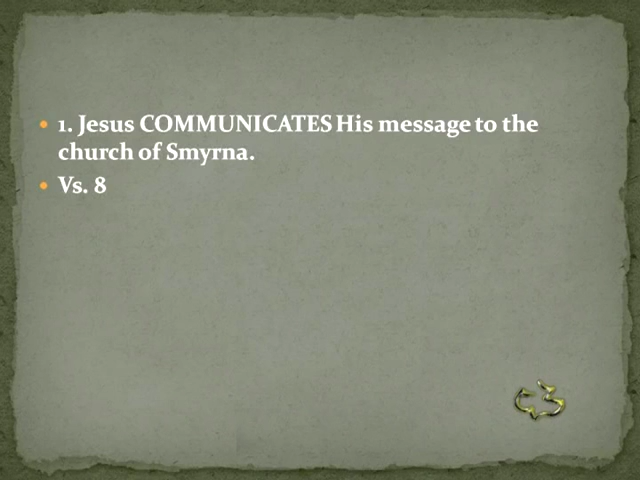 • 1. Jesus COMMUNICATES His message to the
church of Smyrna.
• Vs. 8